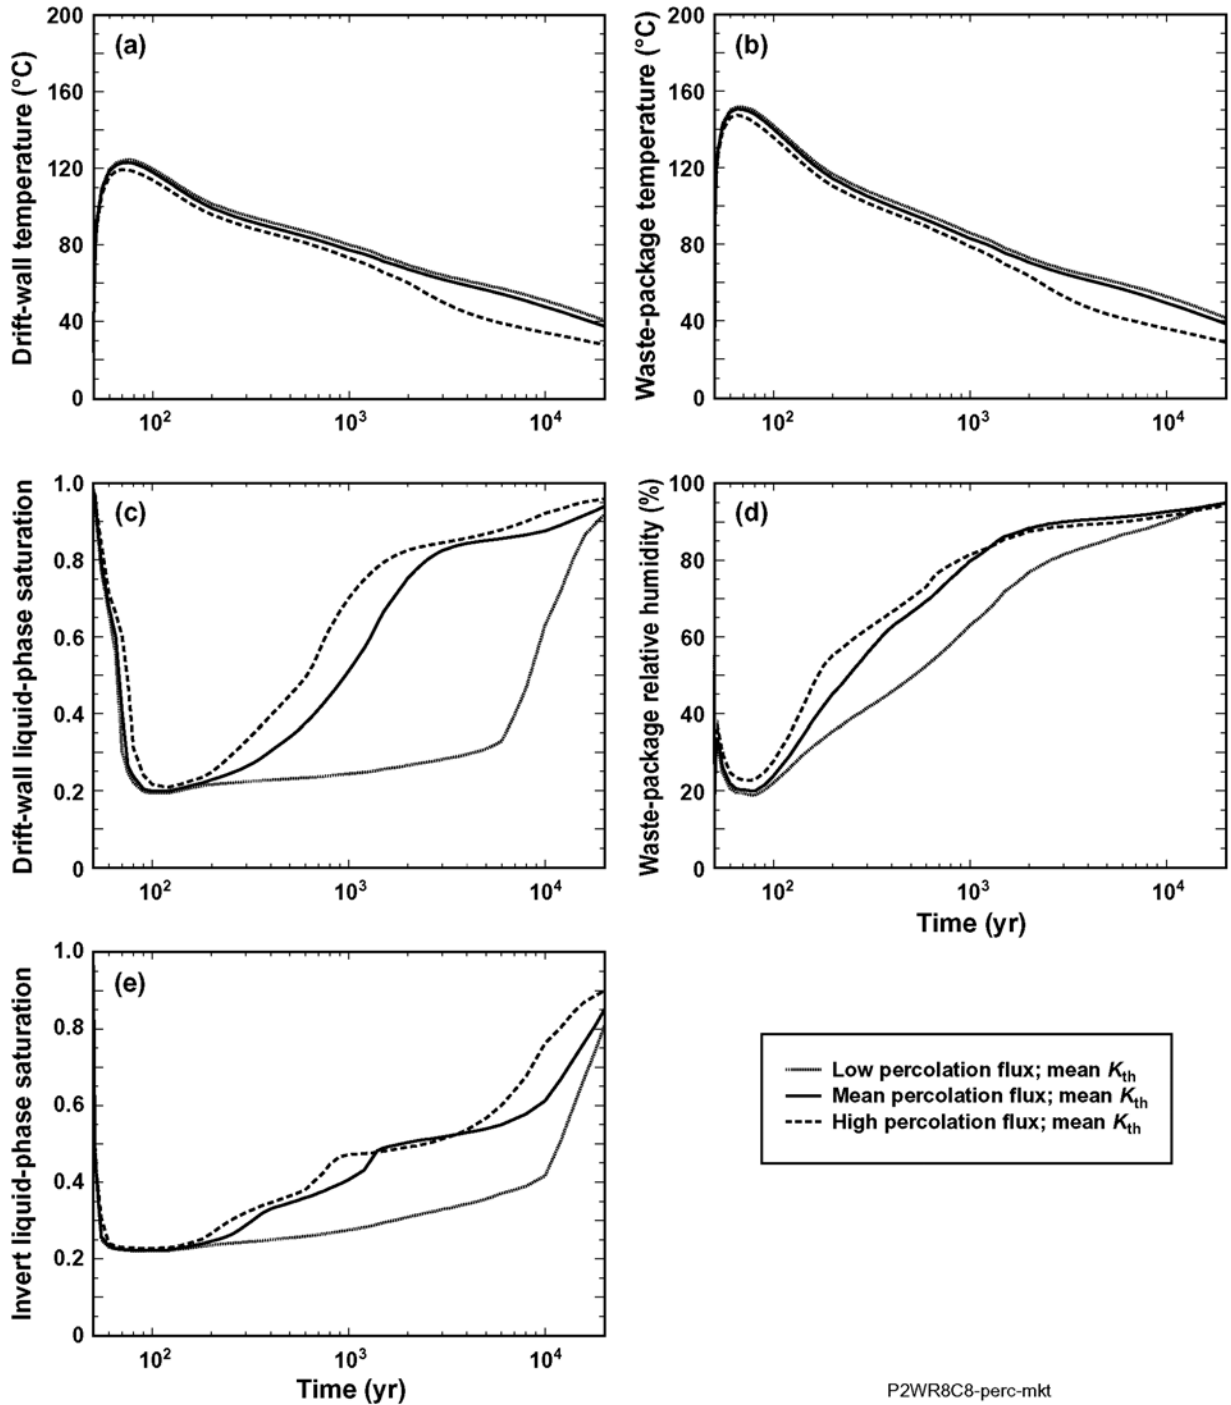 (a)
Drift-wall temperature (°C)
200
160
120
80
40
0
10²
10³
10⁴
(b)
Waste-package temperature (°C)
200
160
120
80
40
0
10²
10³
10⁴
(c)
Drift-wall liquid-phase saturation
1.0
0.8
0.6
0.4
0.2
0
10²
10³
10⁴
(d)
Waste-package relative humidity (%)
100
80
60
40
20
0
10²
10³
10⁴
Time (yr)
(e)
Invert liquid-phase saturation
1.0
0.8
0.6
0.4
0.2
0
10²
10³
10⁴
Time (yr)
Low percolation flux; mean Kth
Mean percolation flux; mean Kth
High percolation flux; mean Kth
P2WR8C8-perc-mkt